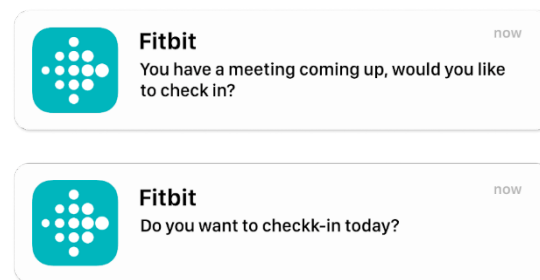 Fitbit
now
You have a meeting coming up, would you like
to check in?
Fitbit
now
Do you want to checkk-in today?